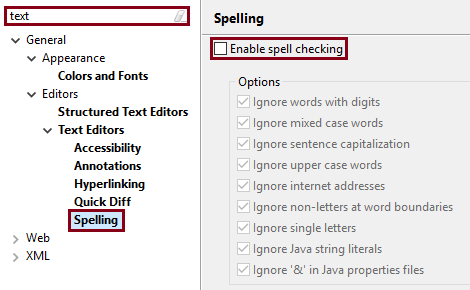 text
General
Appearance
Colors and Fonts
Editors
Structured Text Editors
Text Editors
Accessibility
Annotations
Hyperlinking
Quick Diff
Spelling
Web
XML
Spelling
Enable spell checking
Options
Ignore words with digits
Ignore mixed case words
Ignore sentence capitalization
Ignore upper case words
Ignore internet addresses
Ignore non-letters at word boundaries
Ignore single letters
Ignore Java string literals
Ignore '&' in Java properties files